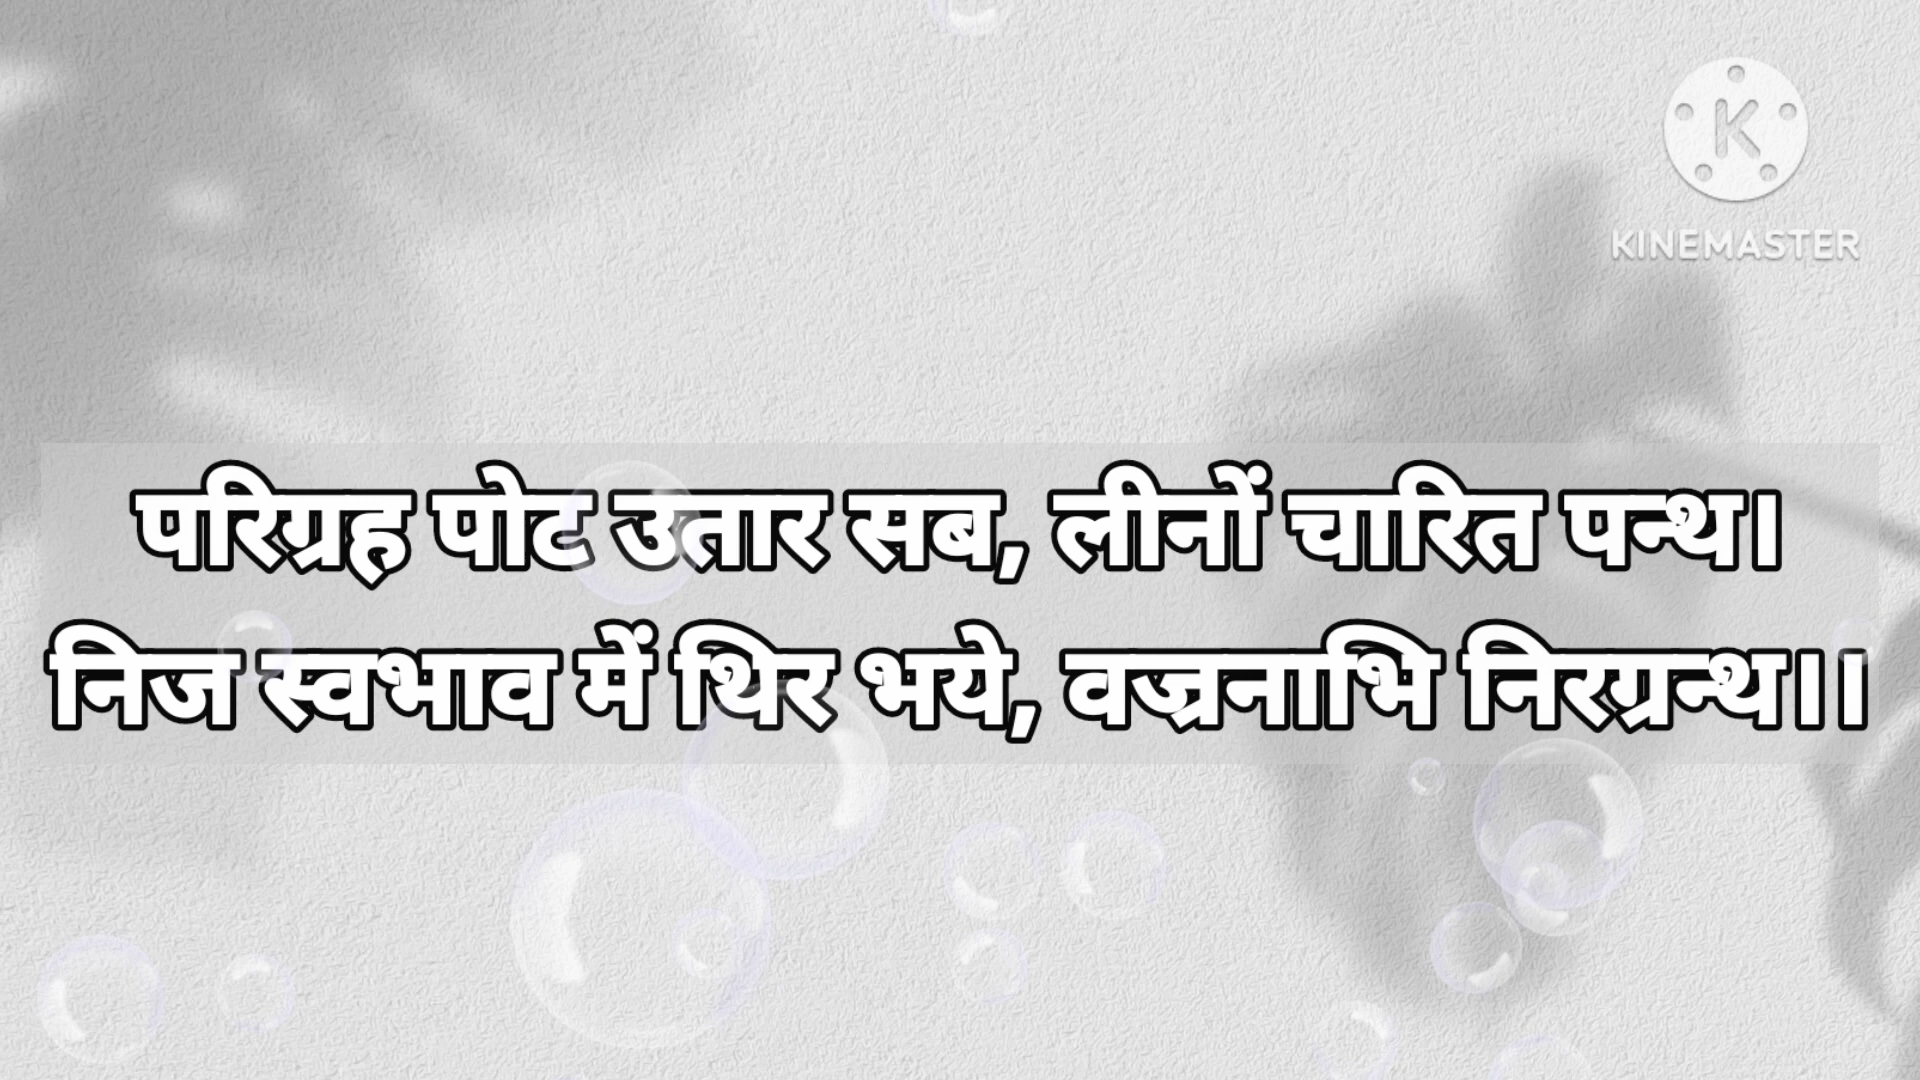 K
KINEMASTER
परिग्रह पोट उतार सब, लीनों चारित पन्थ।
निज स्वभाव में थिर भये, वज्रनाभि निरग्रन्थ।।